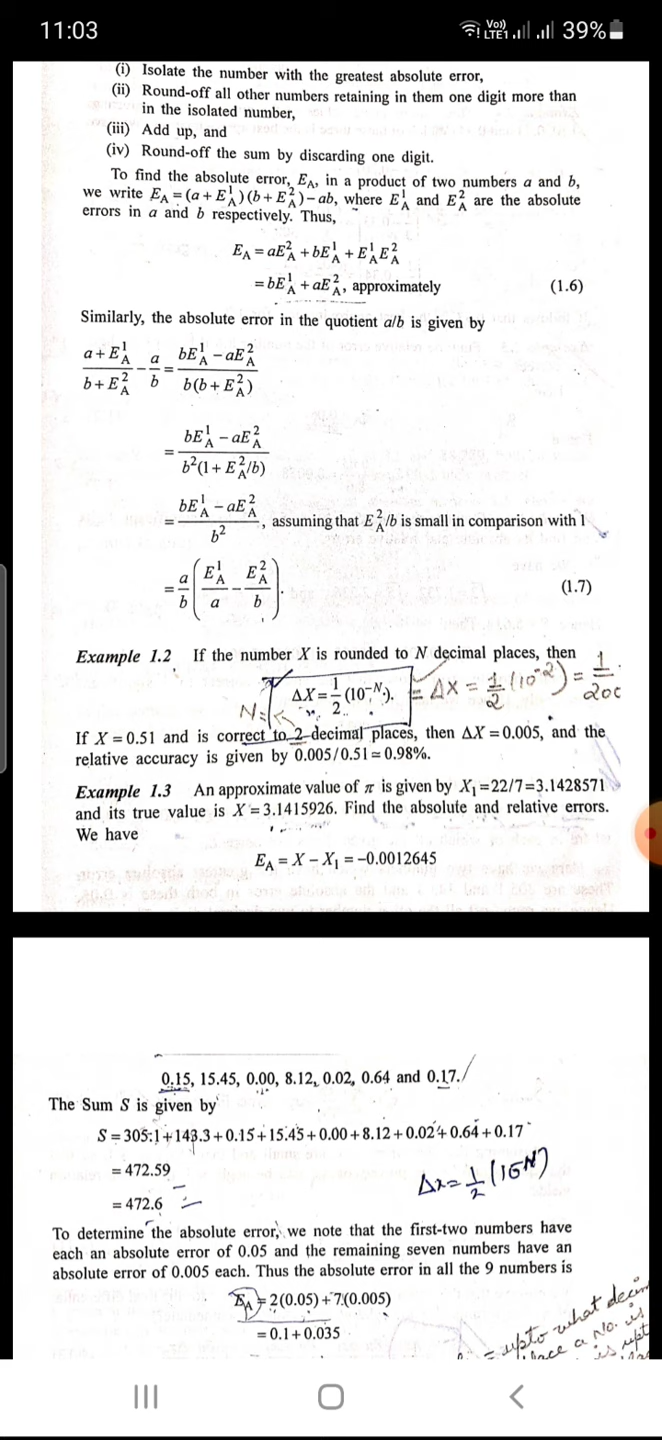 11:03
Vo))
LTE1
39%
(i) Isolate the number with the greatest absolute error,
(ii) Round-off all other numbers retaining in them one digit more than
in the isolated number,
(iii) Add up, and
(iv) Round-off the sum by discarding one digit.
To find the absolute error, E_A, in a product of two numbers a and b,
we write E_A = (a + E_A^1)(b + E_A^2) – ab, where E_A^1 and E_A^2 are the absolute
errors in a and b respectively. Thus,
E_A = aE_A^2 + bE_A^1 + E_A^1 E_A^2
= bE_A^1 + aE_A^2, approximately (1.6)
Similarly, the absolute error in the quotient a/b is given by
(a + E_A^1)/(b + E_A^2) – a/b = (bE_A^1 – aE_A^2)/(b(b + E_A^2))
= (bE_A^1 – aE_A^2)/(b²(1 + E_A^2/b))
= (bE_A^1 – aE_A^2)/b², assuming that E_A^2/b is small in comparison with 1
= a/b (E_A^1/a – E_A^2/b). (1.7)
Example 1.2 If the number X is rounded to N decimal places, then
ΔX = 1/2 (10^-N). = ΔX = 1/2 (10^-2) = 1/200
N=
If X = 0.51 and is correct to 2 decimal places, then ΔX = 0.005, and the
relative accuracy is given by 0.005/0.51 = 0.98%.
Example 1.3 An approximate value of π is given by X₁ = 22/7 = 3.1428571
and its true value is X = 3.1415926. Find the absolute and relative errors.
We have
E_A = X – X₁ = –0.0012645
0.15, 15.45, 0.00, 8.12, 0.02, 0.64 and 0.17.
The Sum S is given by
S = 305.1 + 143.3 + 0.15 + 15.45 + 0.00 + 8.12 + 0.02 + 0.64 + 0.17
= 472.59
= 472.6
Δx = 1/2 (10^-N)
To determine the absolute error, we note that the first-two numbers have
each an absolute error of 0.05 and the remaining seven numbers have an
absolute error of 0.005 each. Thus the absolute error in all the 9 numbers is
E_A = 2(0.05) + 7(0.005)
= 0.1 + 0.035
= upto what decim
place a No. is
is upt